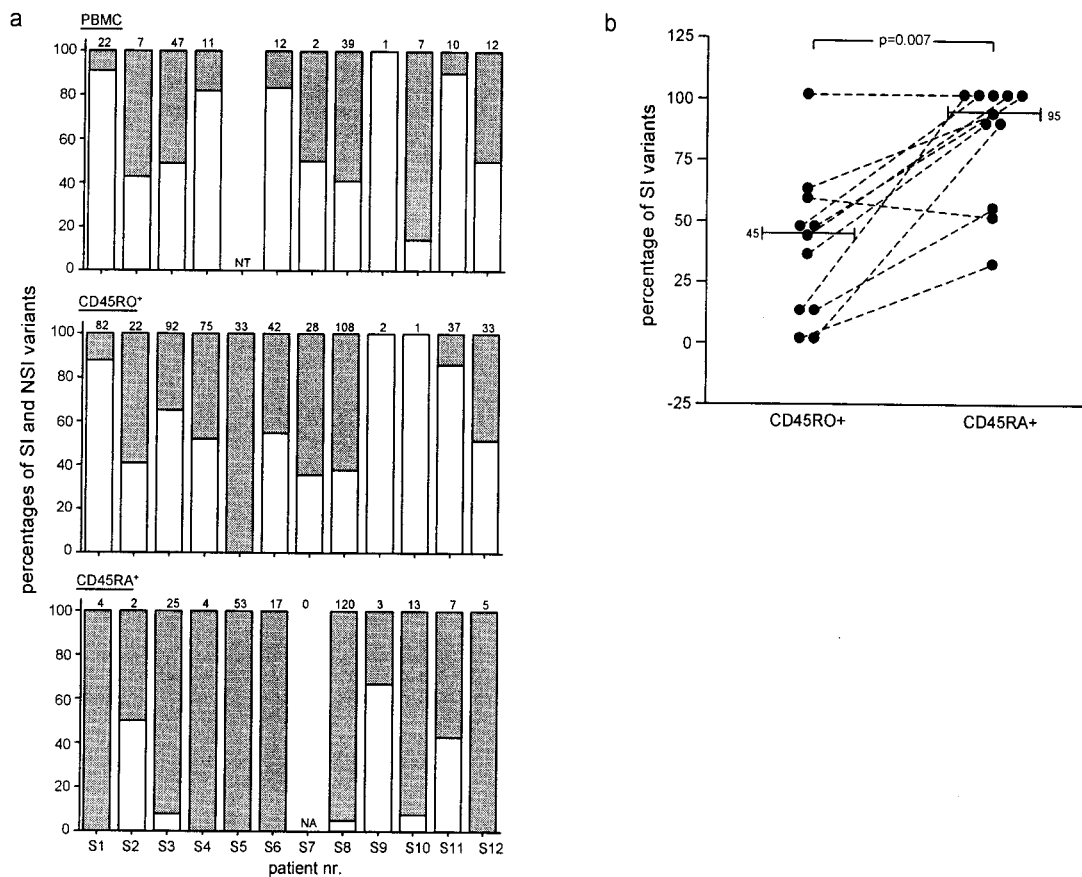 a
percentages of SI and NSI variants
PBMC
22 7 47 11 12 2 39 1 7 10 12
100
80
60
40
20
0
NT
CD45RO+
82 22 92 75 33 42 28 108 2 1 37 33
100
80
60
40
20
0
CD45RA+
4 2 25 4 53 17 0 120 3 13 7 5
100
80
60
40
20
0
NA
S1 S2 S3 S4 S5 S6 S7 S8 S9 S10 S11 S12
patient nr.
b
percentage of SI variants
125
100
75
50
25
0
-25
p=0.007
45
95
CD45RO+ CD45RA+